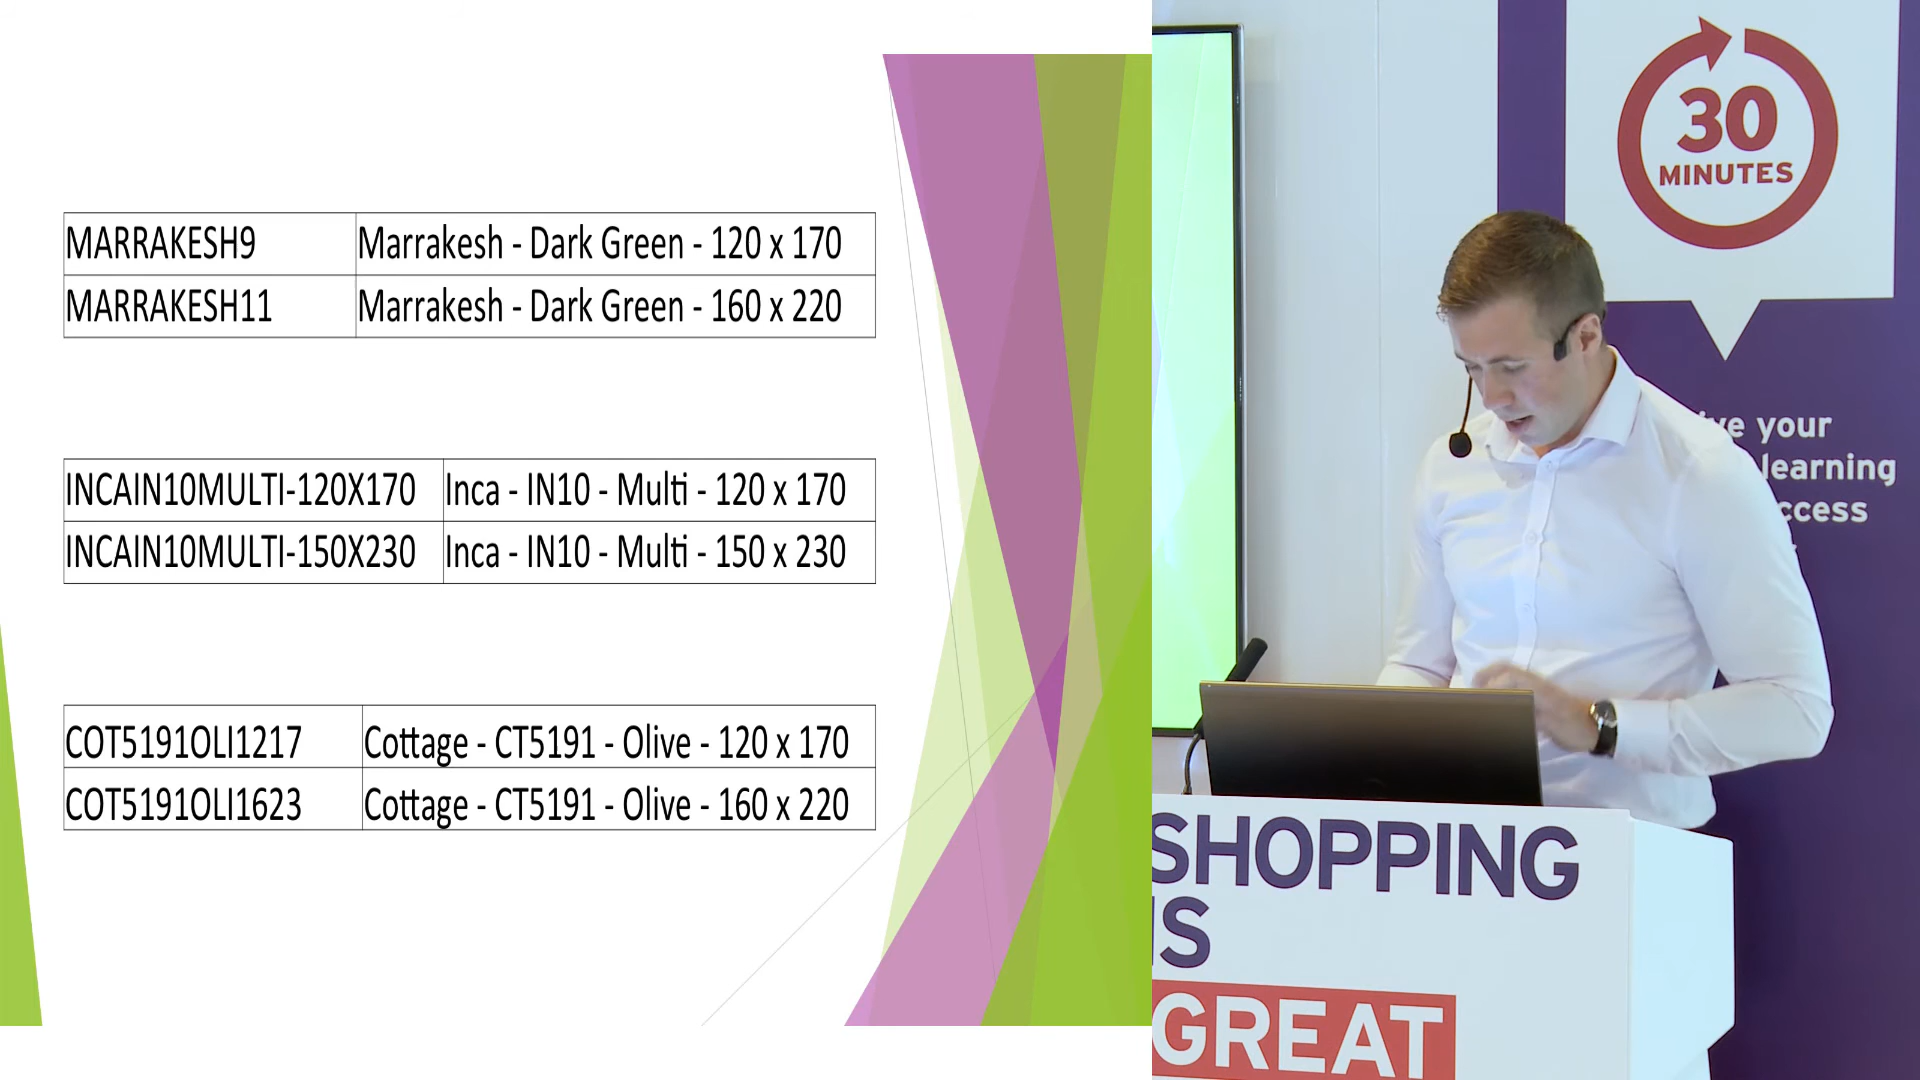 MARRAKESH9 Marrakesh - Dark Green - 120 x 170
MARRAKESH11 Marrakesh - Dark Green - 160 x 220
INCAIN10MULTI-120X170 Inca - IN10 - Multi - 120 x 170
INCAIN10MULTI-150X230 Inca - IN10 - Multi - 150 x 230
COT5191OLI1217 Cottage - CT5191 - Olive - 120 x 170
COT5191OLI1623 Cottage - CT5191 - Olive - 160 x 220
30
MINUTES
your
learning
SHOPPING
IS
GREAT